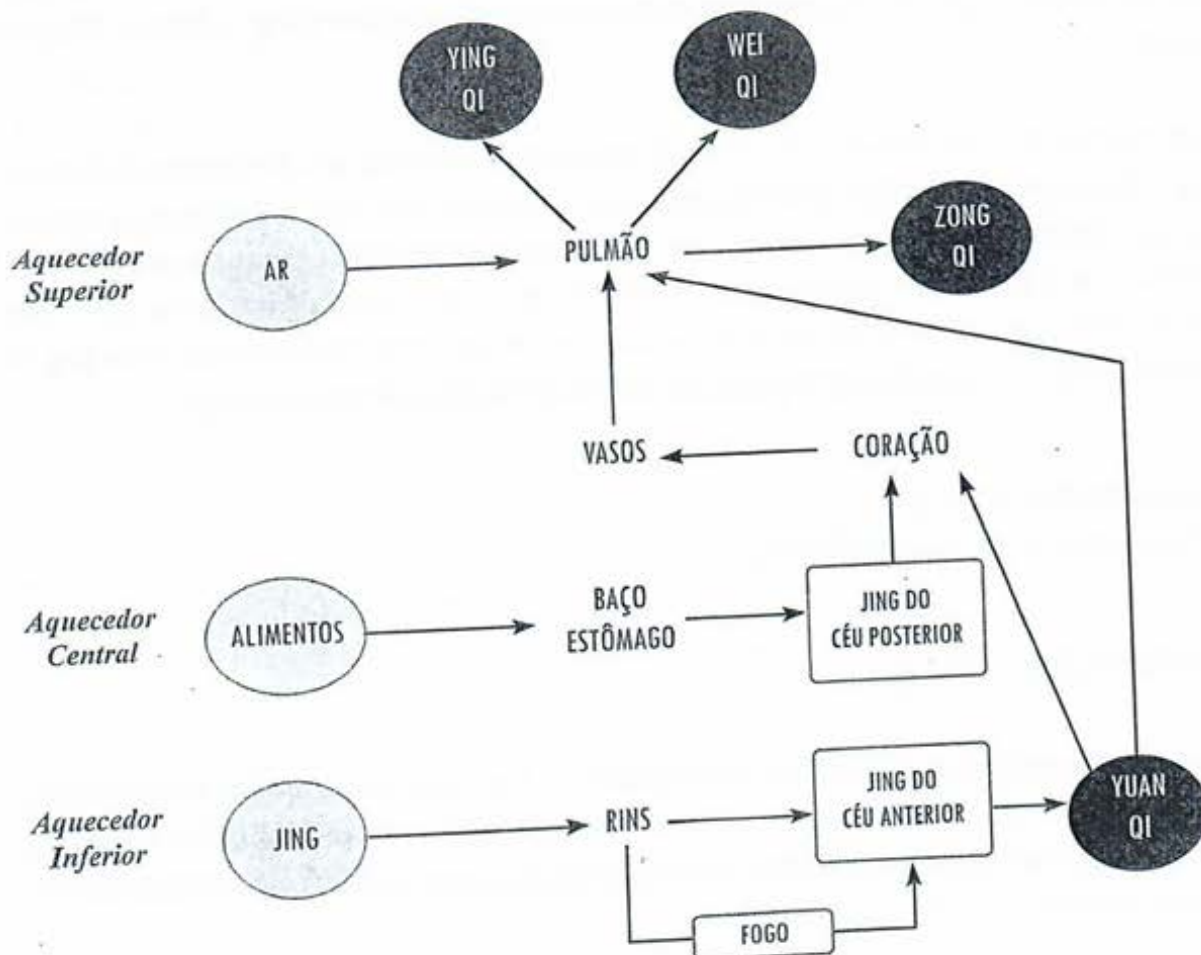 YING
QI
WEI
QI
Aquecedor
Superior
AR
PULMÃO
ZONG
QI
VASOS
CORAÇÃO
Aquecedor
Central
ALIMENTOS
BAÇO
ESTÔMAGO
JING DO
CÉU POSTERIOR
Aquecedor
Inferior
JING
RINS
JING DO
CÉU ANTERIOR
YUAN
QI
FOGO